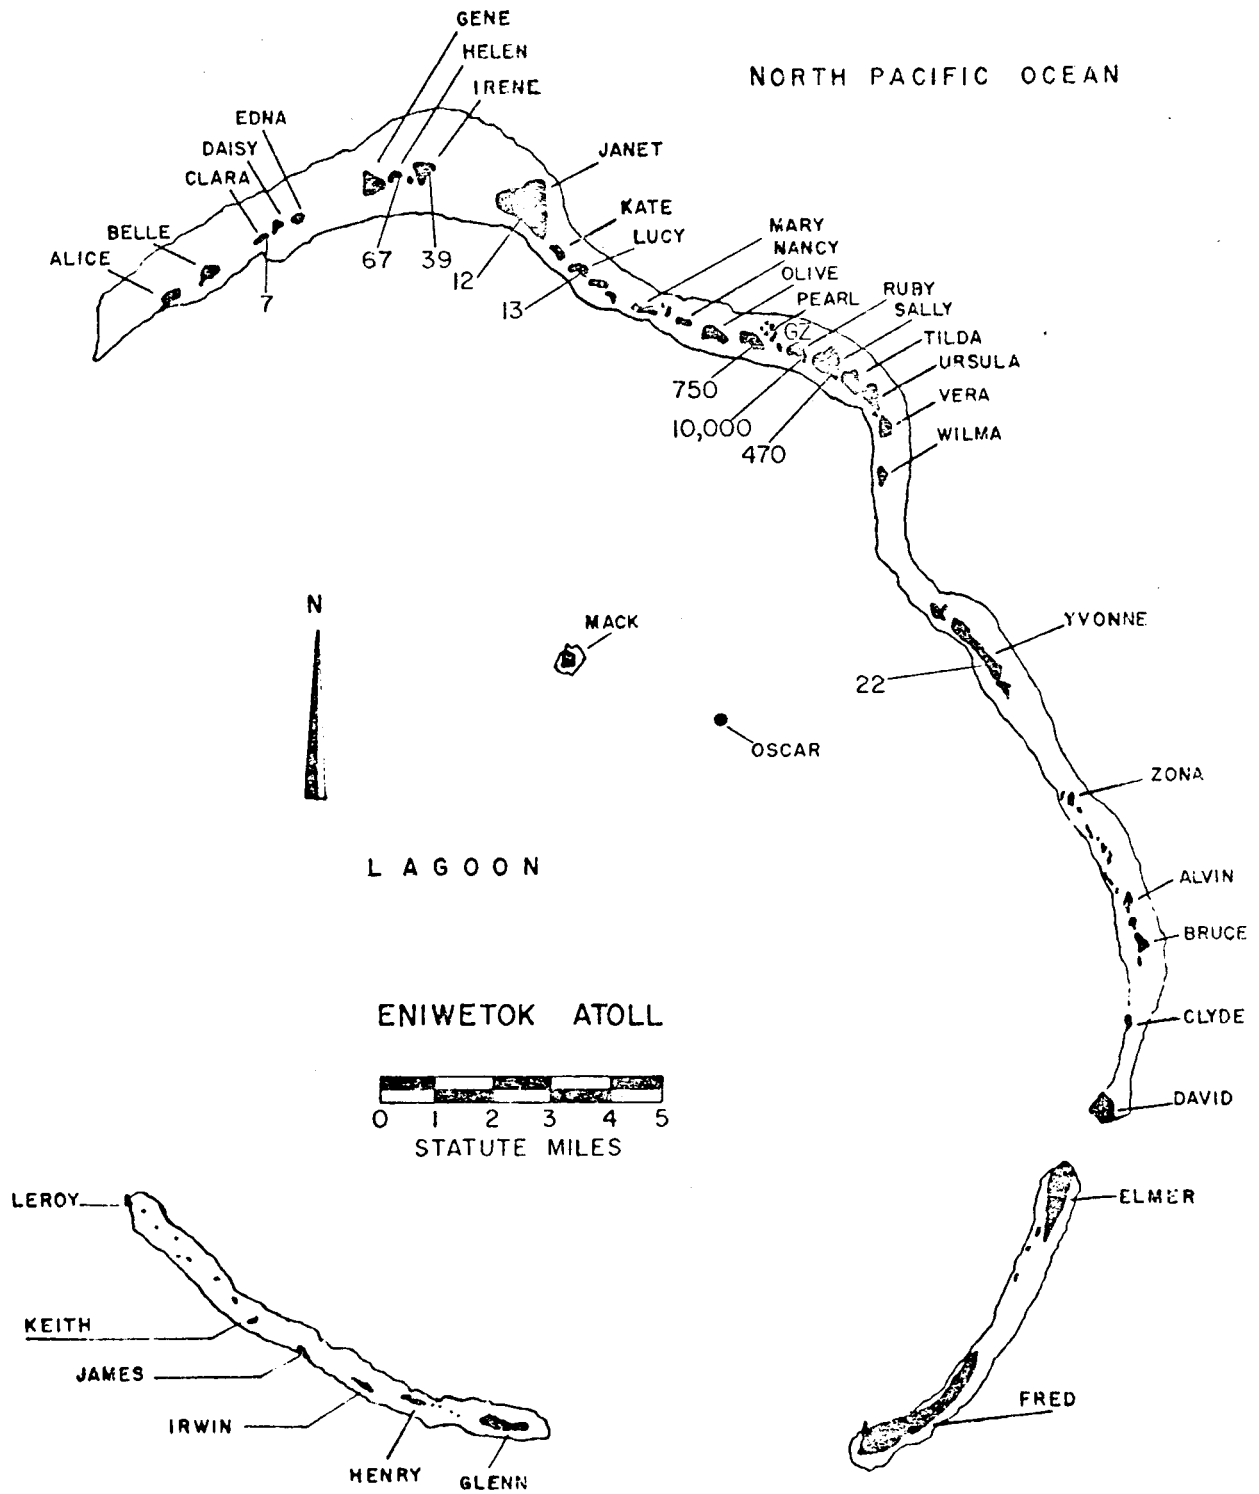 GENE
HELEN
IRENE
NORTH PACIFIC OCEAN
EDNA
DAISY
CLARA
BELLE
ALICE
JANET
KATE
LUCY
MARY
NANCY
OLIVE
PEARL
RUBY
SALLY
GZ
TILDA
URSULA
VERA
WILMA
67
39
12
7
13
750
10,000
470
N
MACK
YVONNE
22
OSCAR
ZONA
LAGOON
ALVIN
BRUCE
ENIWETOK ATOLL
CLYDE
0 1 2 3 4 5
STATUTE MILES
DAVID
LEROY
ELMER
KEITH
JAMES
IRWIN
HENRY
GLENN
FRED